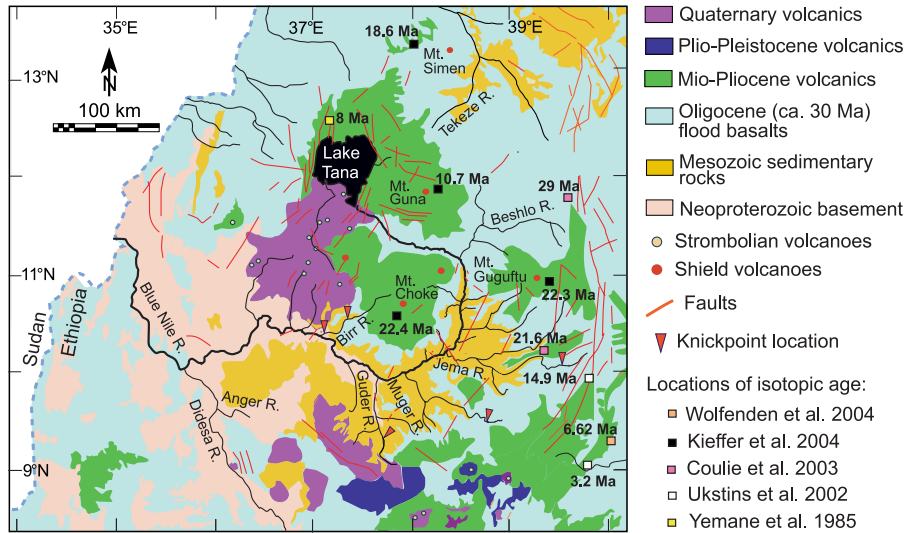 35°E
37°E
39°E
13°N
11°N
9°N
100 km
18.6 Ma
Mt.
Simen
Tekeze R.
8 Ma
Lake
Tana
Mt.
Guna
10.7 Ma
29 Ma
Beshlo R.
Mt.
Guguftu
22.3 Ma
Mt.
Choke
22.4 Ma
Birr R.
21.6 Ma
Jema R.
14.9 Ma
Blue Nile R.
Sudan
Ethiopia
Anger R.
Didesa R.
Guder R.
Muger R.
6.62 Ma
3.2 Ma
Quaternary volcanics
Plio-Pleistocene volcanics
Mio-Pliocene volcanics
Oligocene (ca. 30 Ma)
flood basalts
Mesozoic sedimentary
rocks
Neoproterozoic basement
Strombolian volcanoes
Shield volcanoes
Faults
Knickpoint location
Locations of isotopic age:
Wolfenden et al. 2004
Kieffer et al. 2004
Coulie et al. 2003
Ukstins et al. 2002
Yemane et al. 1985